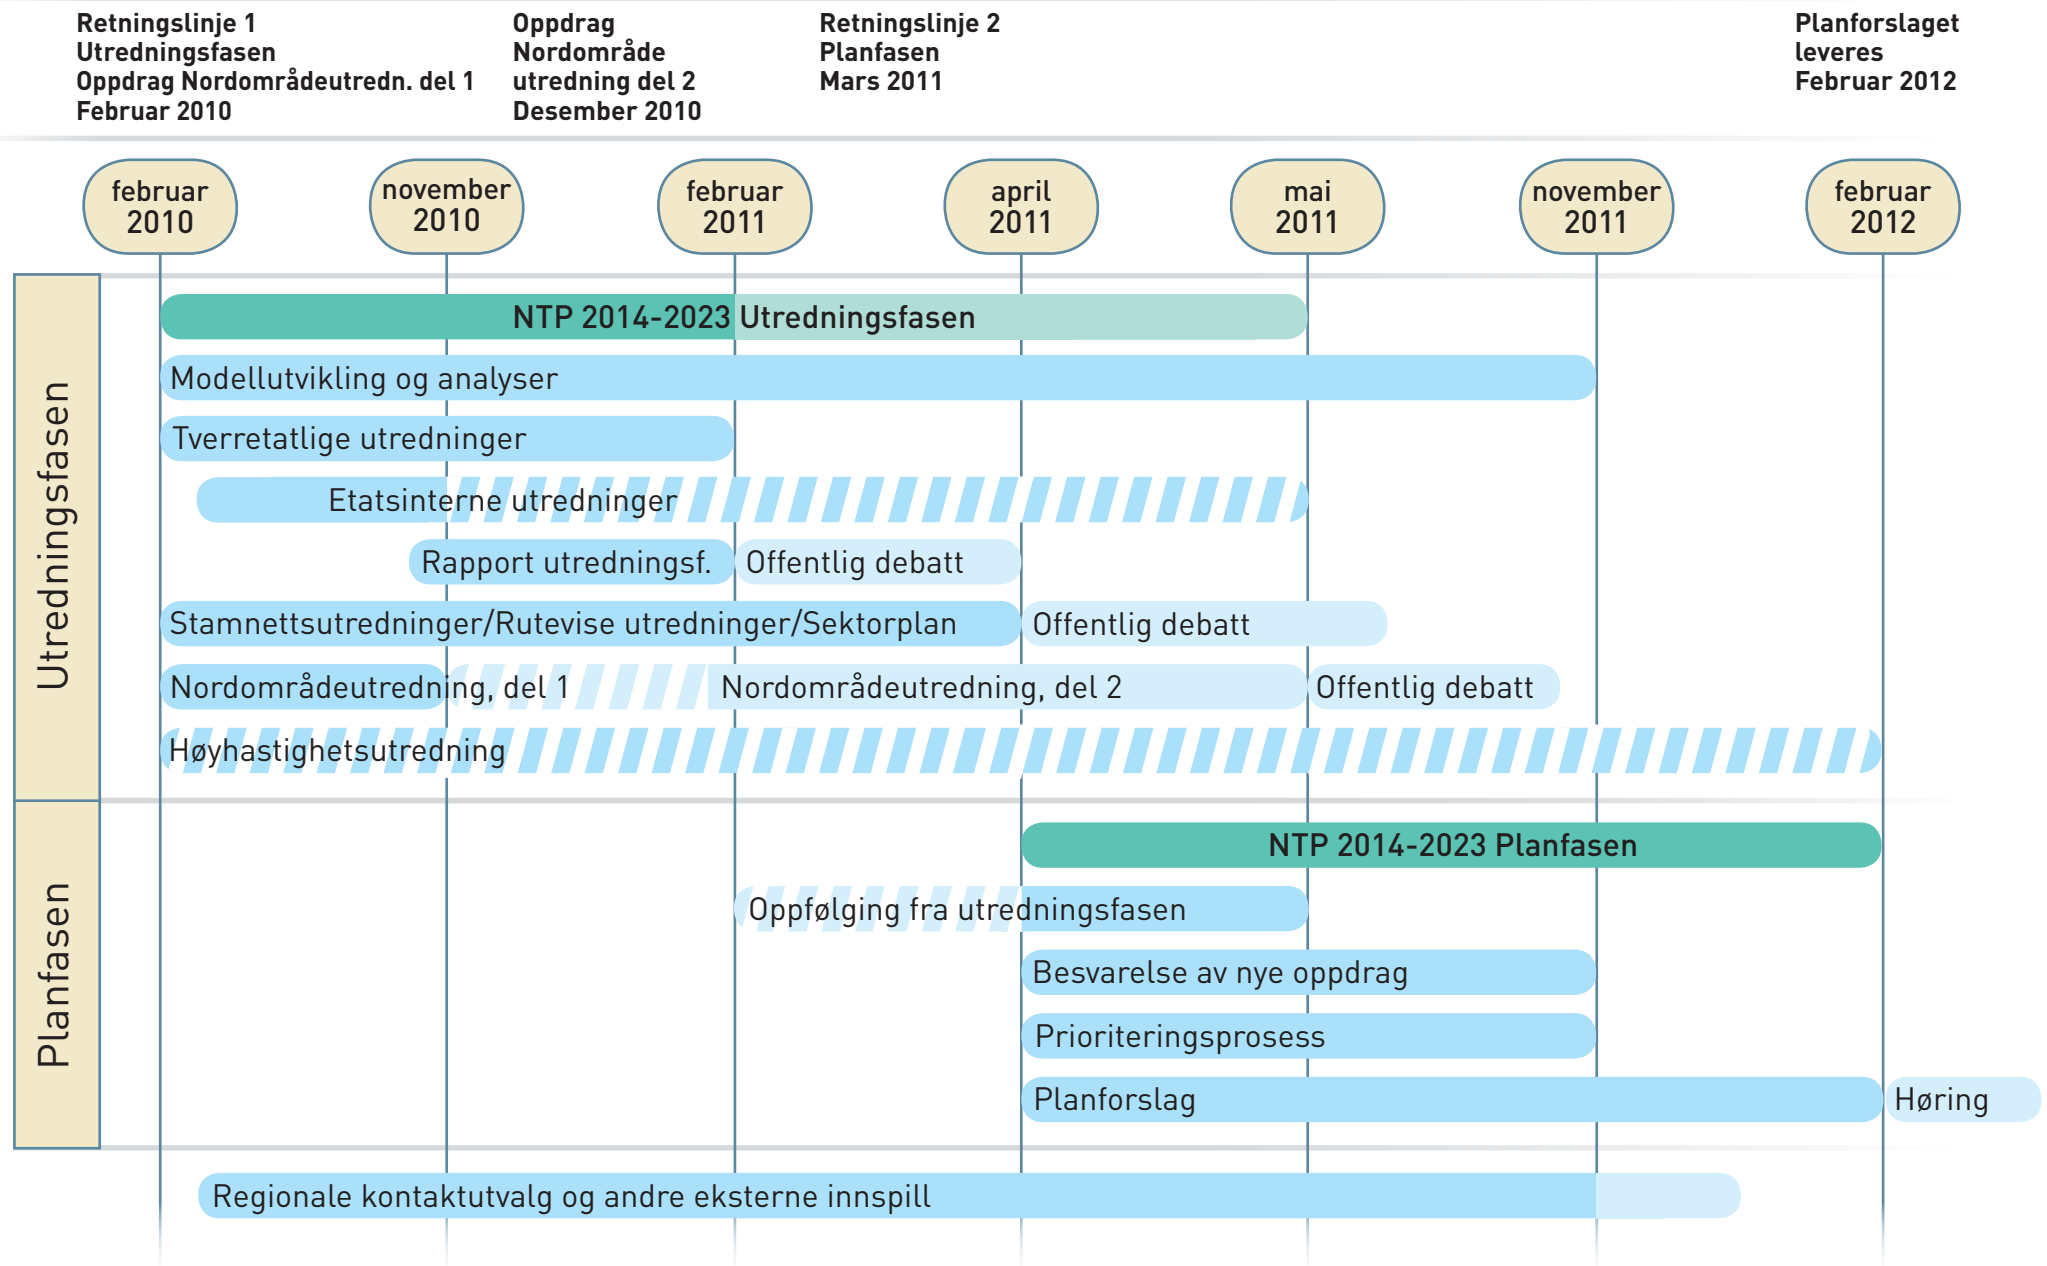 Retningslinje 1
Utredningsfasen
Oppdrag Nordområdeutredn. del 1
Februar 2010
Oppdrag
Nordområde
utredning del 2
Desember 2010
Retningslinje 2
Planfasen
Mars 2011
Planforslaget
leveres
Februar 2012
februar
2010
november
2010
februar
2011
april
2011
mai
2011
november
2011
februar
2012
Utredningsfasen
NTP 2014-2023 Utredningsfasen
Modellutvikling og analyser
Tverretatlige utredninger
Etatsinterne utredninger
Rapport utredningsf.
Offentlig debatt
Stamnettsutredninger/Rutevise utredninger/Sektorplan
Offentlig debatt
Nordområdeutredning, del 1
Nordområdeutredning, del 2
Offentlig debatt
Høyhastighetsutredning
Planfasen
NTP 2014-2023 Planfasen
Oppfølging fra utredningsfasen
Besvarelse av nye oppdrag
Prioriteringsprosess
Planforslag
Høring
Regionale kontaktutvalg og andre eksterne innspill